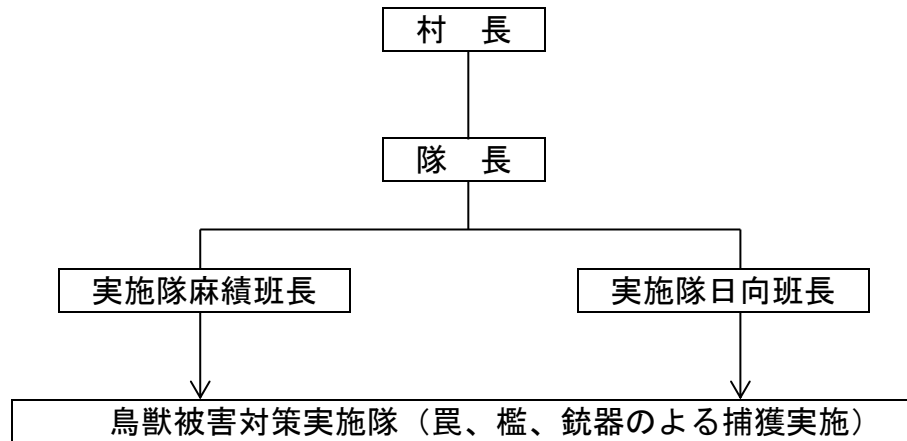 村　長
隊　長
実施隊麻績班長
実施隊日向班長
鳥獣被害対策実施隊（罠、檻、銃器のよる捕獲実施）